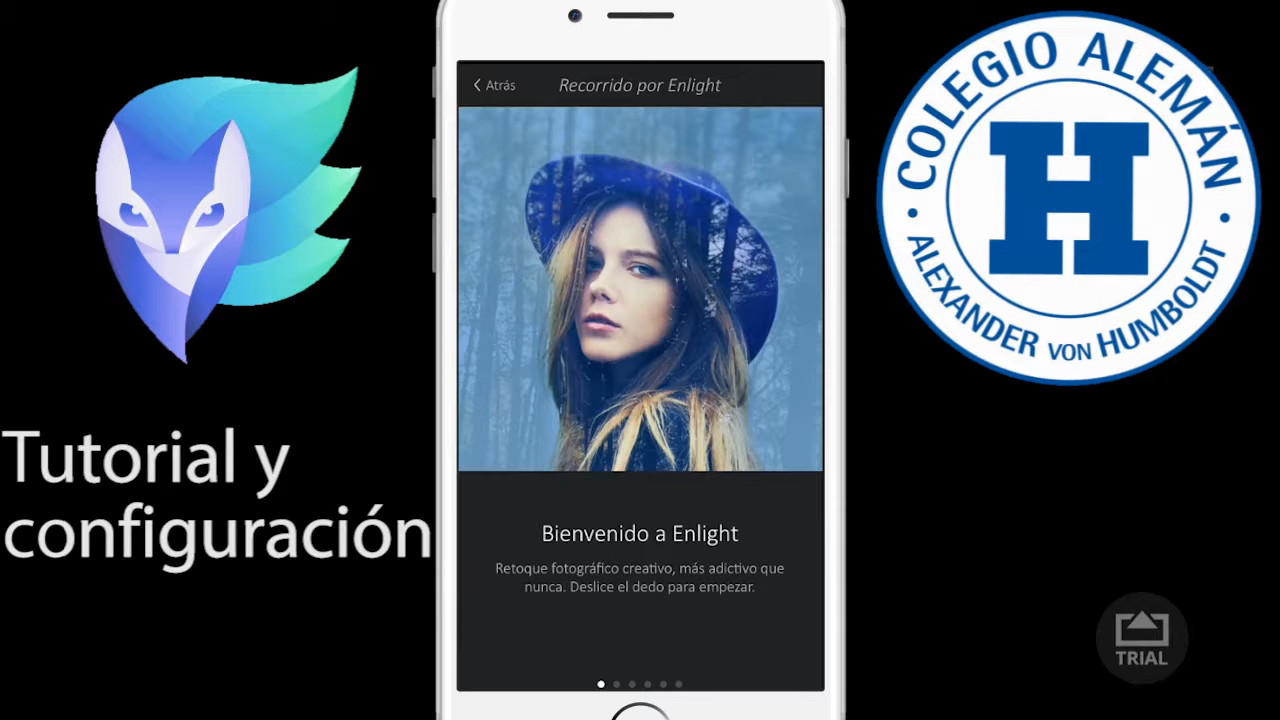 Tutorial y
configuración
Atrás
Recorrido por Enlight
Bienvenido a Enlight
Retoque fotográfico creativo, más adictivo que
nunca. Deslice el dedo para empezar.
COLEGIO ALEMÁN
ALEXANDER VON HUMBOLDT
H
TRIAL